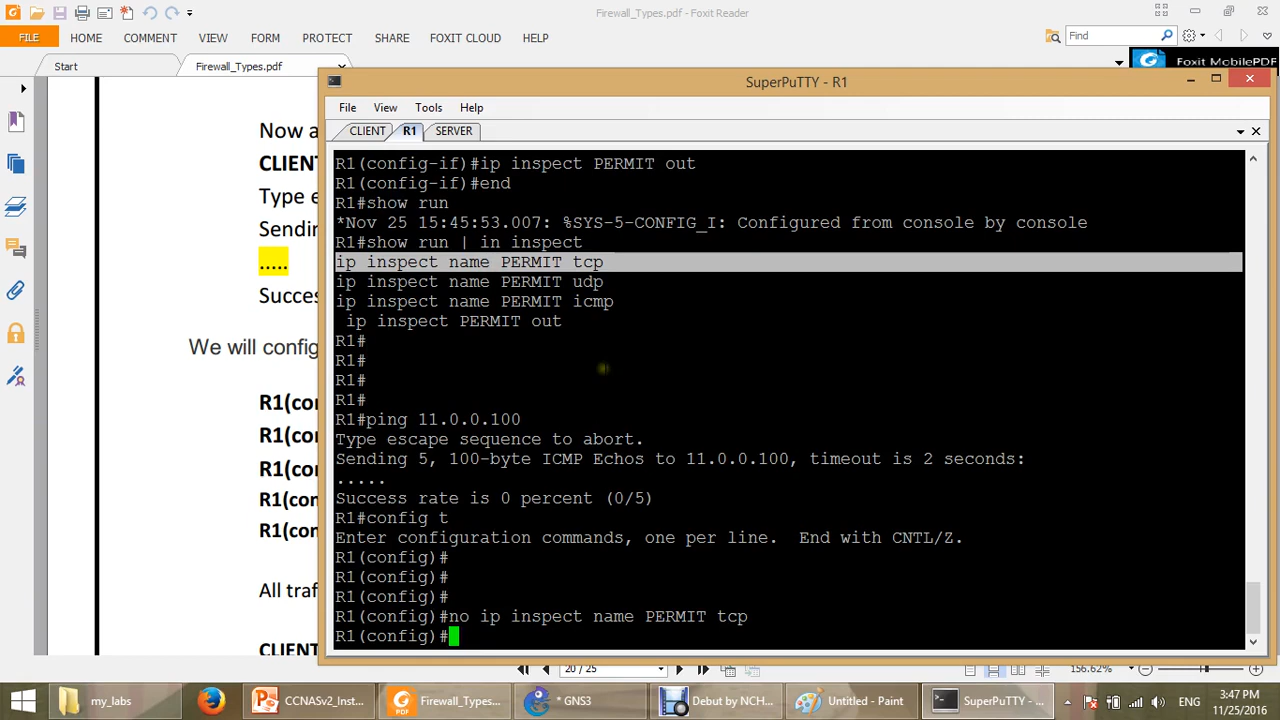 Firewall_Types.pdf - Foxit Reader
FILE HOME COMMENT VIEW FORM PROTECT SHARE FOXIT CLOUD HELP Find
Start Firewall_Types.pdf Foxit MobilePDF
SuperPuTTY - R1
File View Tools Help
CLIENT R1 SERVER
Now a
CLIENT
Type e
Sendin
.....
Succes
We will config
R1(co
R1(co
R1(co
R1(co
R1(co
All traf
CLIENT
R1(config-if)#ip inspect PERMIT out
R1(config-if)#end
R1#show run
*Nov 25 15:45:53.007: %SYS-5-CONFIG_I: Configured from console by console
R1#show run | in inspect
ip inspect name PERMIT tcp
ip inspect name PERMIT udp
ip inspect name PERMIT icmp
ip inspect PERMIT out
R1#
R1#
R1#
R1#
R1#ping 11.0.0.100
Type escape sequence to abort.
Sending 5, 100-byte ICMP Echos to 11.0.0.100, timeout is 2 seconds:
.....
Success rate is 0 percent (0/5)
R1#config t
Enter configuration commands, one per line.  End with CNTL/Z.
R1(config)#
R1(config)#
R1(config)#
R1(config)#no ip inspect name PERMIT tcp
R1(config)#
20 / 25 156.62%
my_labs CCNASv2_Inst... Firewall_Types.p... * GNS3 Debut by NCH... Untitled - Paint SuperPuTTY - ... ENG 3:47 PM
11/25/2016